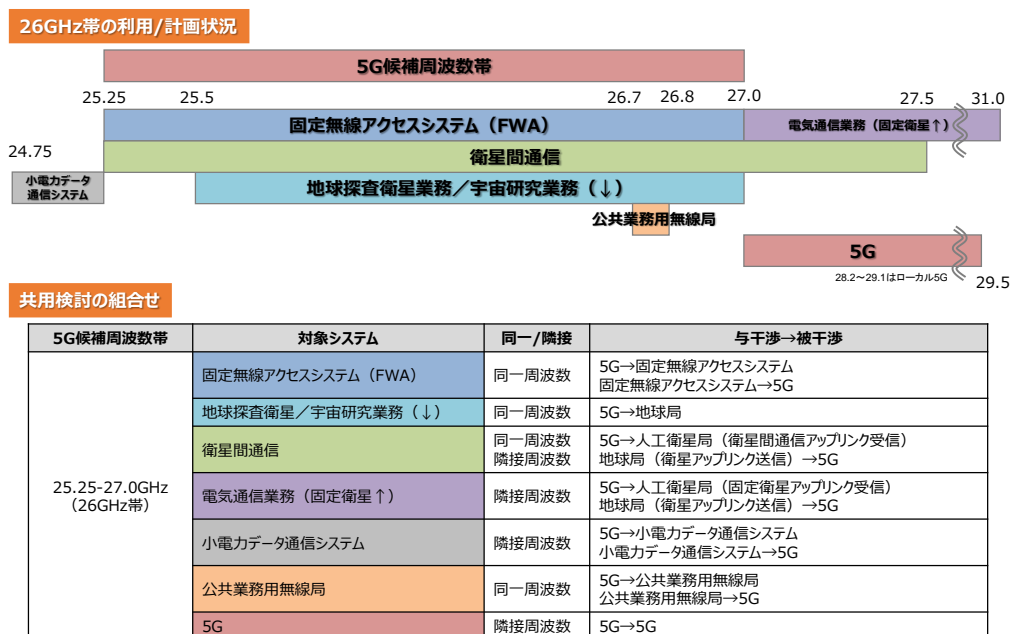 26GHz帯の利用/計画状況
5G候補周波数帯
25.25
25.5
26.7
26.8
27.0
27.5
31.0
固定無線アクセスシステム（FWA）
電気通信業務（固定衛星↑）
24.75
衛星間通信
小電力データ
通信システム
地球探査衛星業務／宇宙研究業務（↓）
公共業務用無線局
5G
28.2～29.1はローカル5G
29.5
共用検討の組合せ
5G候補周波数帯
対象システム
同一/隣接
与干渉→被干渉
25.25-27.0GHz
（26GHz帯）
固定無線アクセスシステム（FWA）
同一周波数
5G→固定無線アクセスシステム
固定無線アクセスシステム→5G
地球探査衛星／宇宙研究業務（↓）
同一周波数
5G→地球局
衛星間通信
同一周波数
隣接周波数
5G→人工衛星局（衛星間通信アップリンク受信）
地球局（衛星アップリンク送信）→5G
電気通信業務（固定衛星↑）
隣接周波数
5G→人工衛星局（固定衛星アップリンク受信）
地球局（衛星アップリンク送信）→5G
小電力データ通信システム
隣接周波数
5G→小電力データ通信システム
小電力データ通信システム→5G
公共業務用無線局
同一周波数
5G→公共業務用無線局
公共業務用無線局→5G
5G
隣接周波数
5G→5G